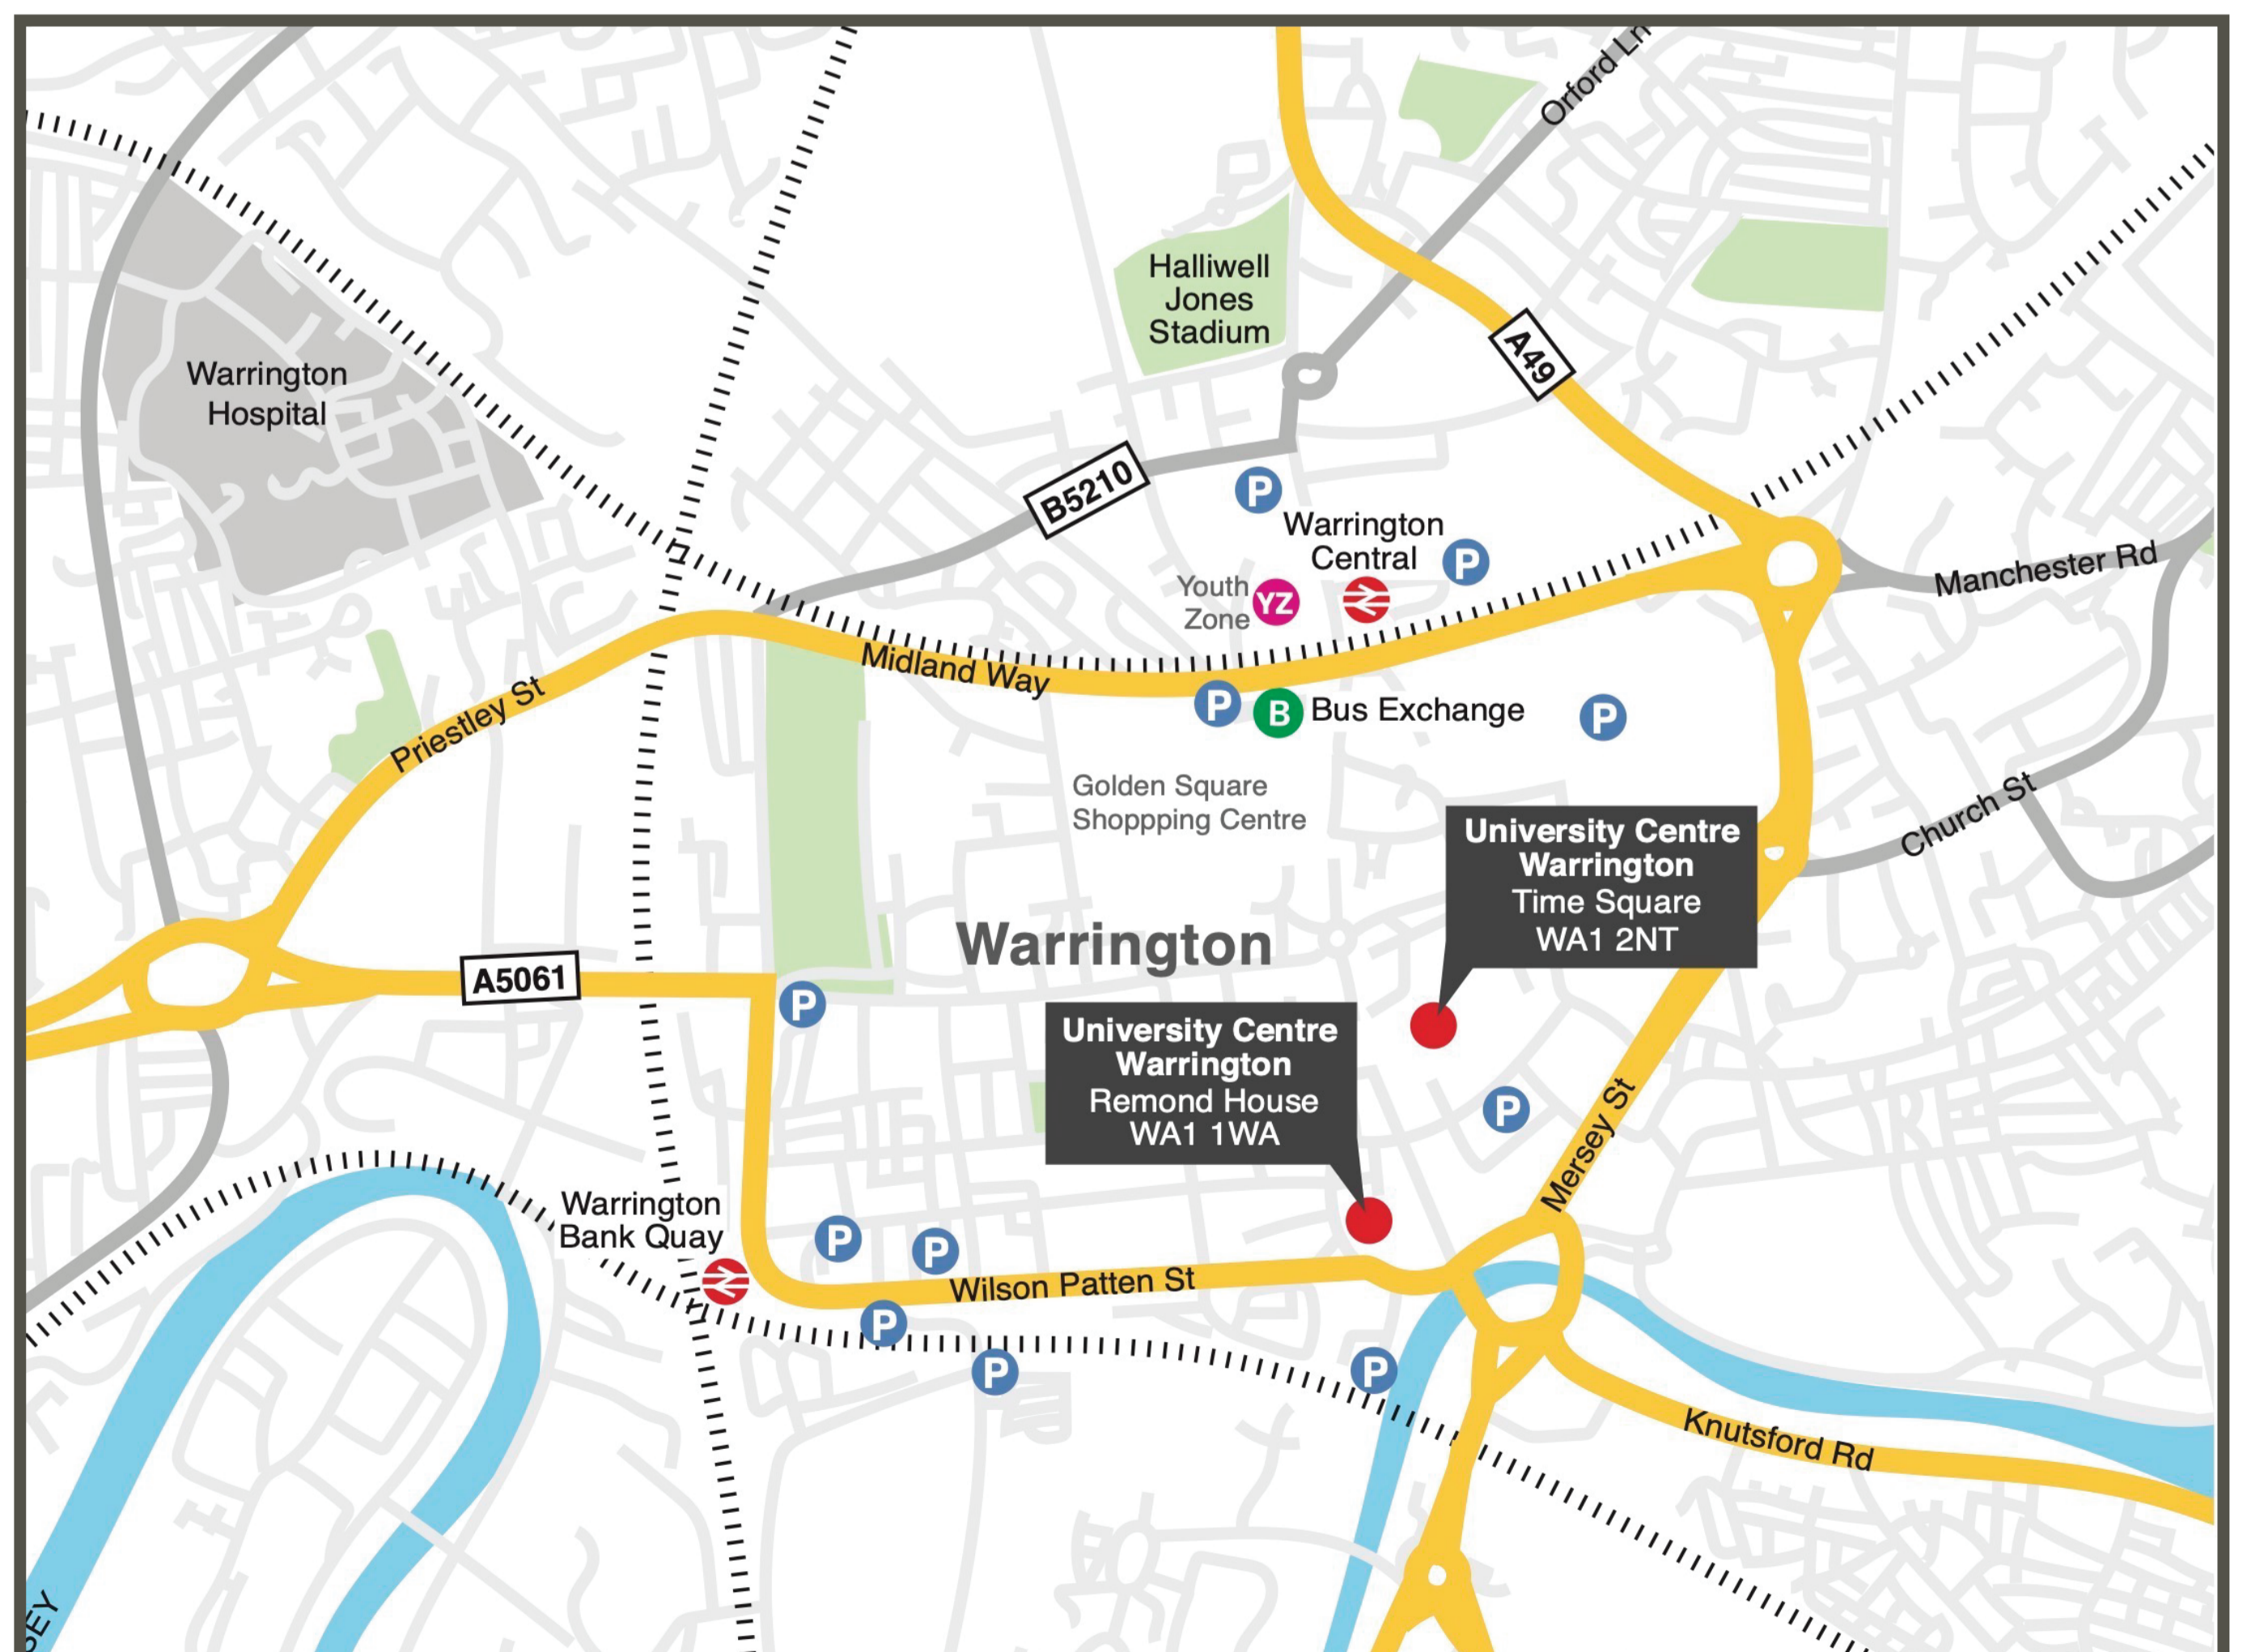 Orford Ln
Halliwell
Jones
Stadium
A49
Warrington
Hospital
B5210
P
Warrington
Central
P
Manchester Rd
Youth
Zone
YZ
Midland Way
Priestley St
P
B
Bus Exchange
P
Golden Square
Shoppping Centre
Church St
University Centre
Warrington
Time Square
WA1 2NT
Warrington
A5061
P
University Centre
Warrington
Remond House
WA1 1WA
P
Mersey St
Warrington
Bank Quay
P
P
Wilson Patten St
P
P
P
Knutsford Rd